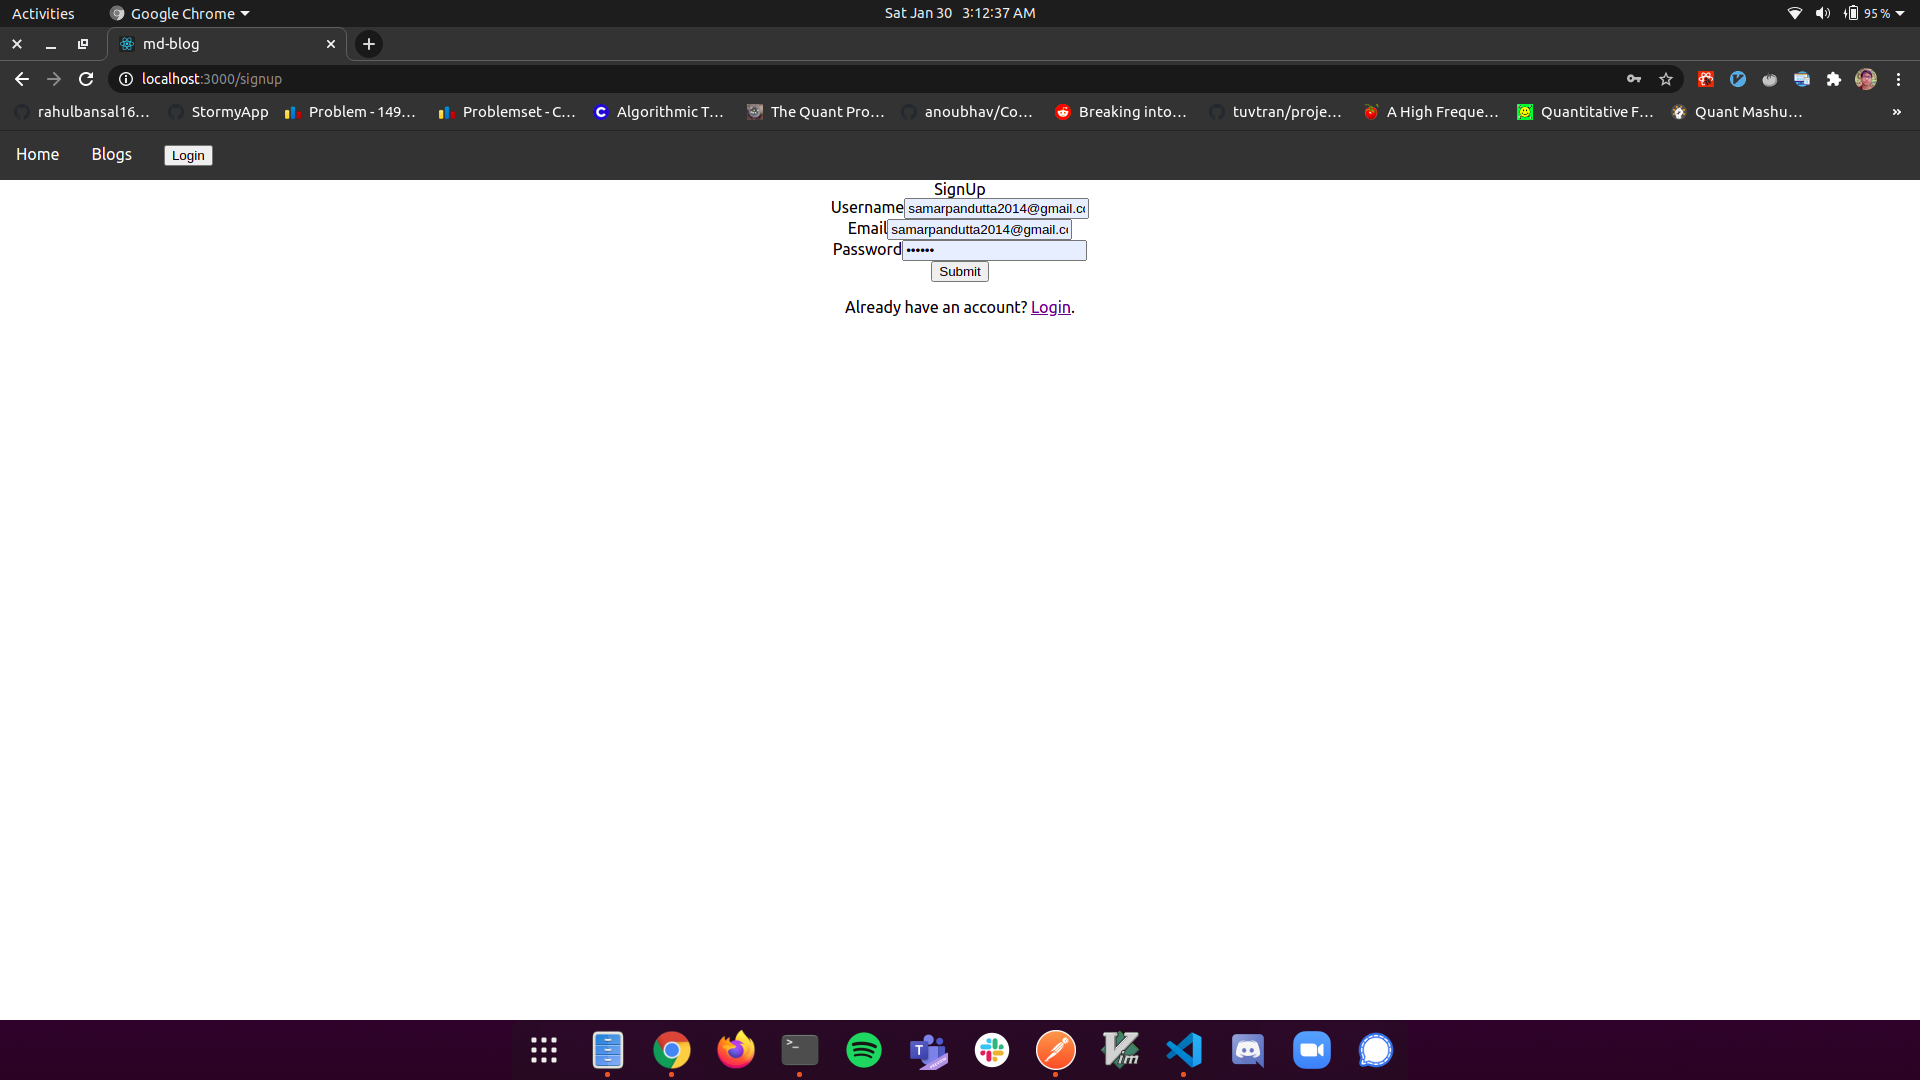 Activities Google Chrome Sat Jan 30 3:12:37 AM 95 %
md-blog
localhost:3000/signup
rahulbansal16... StormyApp Problem - 149... Problemset - C... Algorithmic T... The Quant Pro... anoubhav/Co... Breaking into... tuvtran/proje... A High Freque... Quantitative F... Quant Mashu... »
Home Blogs Login
SignUp
Username samarpandutta2014@gmail.co
Email samarpandutta2014@gmail.co
Password ••••••
Submit
Already have an account? Login.